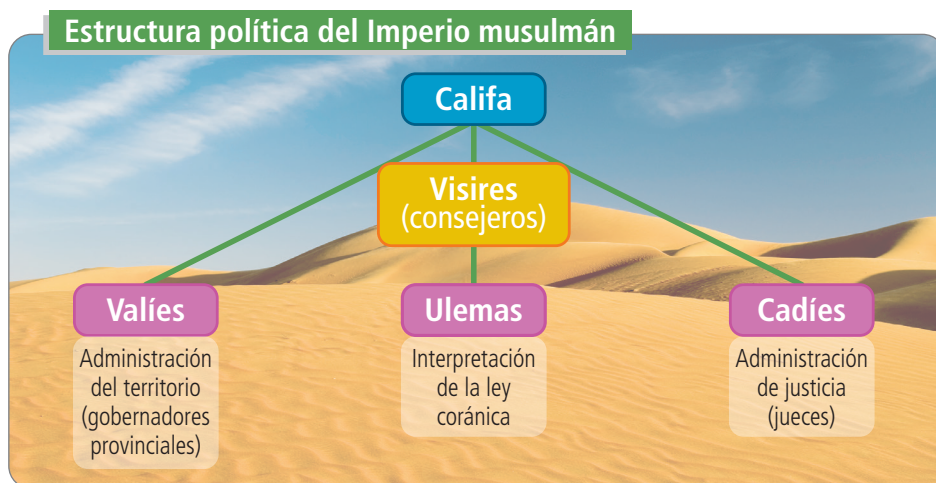 Estructura política del Imperio musulmán
Califa
Visires
(consejeros)
Valíes
Administración
del territorio
(gobernadores
provinciales)
Ulemas
Interpretación
de la ley
coránica
Cadíes
Administración
de justicia
(jueces)